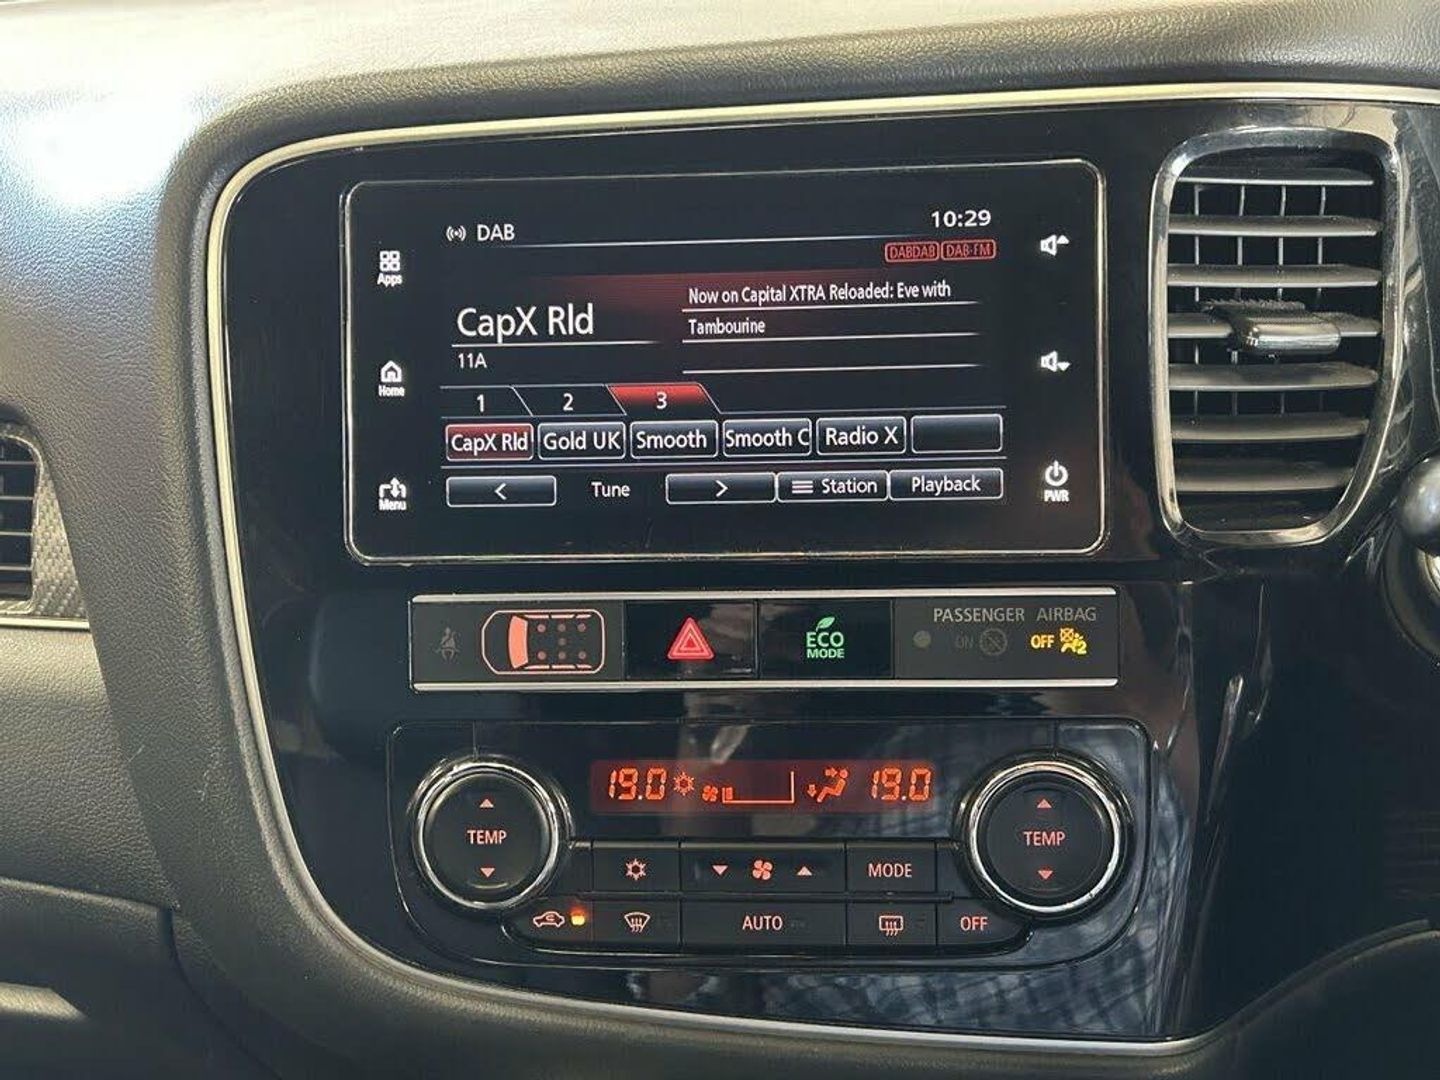 DAB
10:29
DABDAB DAB-FM
Apps
CapX Rld
Now on Capital XTRA Reloaded: Eve with
Tambourine
11A
Home
1 2 3
CapX Rld Gold UK Smooth Smooth C Radio X
< Tune > Station Playback
Menu
PWR
ECO
MODE
PASSENGER AIRBAG
ON OFF 2
19.0 19.0
TEMP
TEMP
MODE
AUTO
OFF